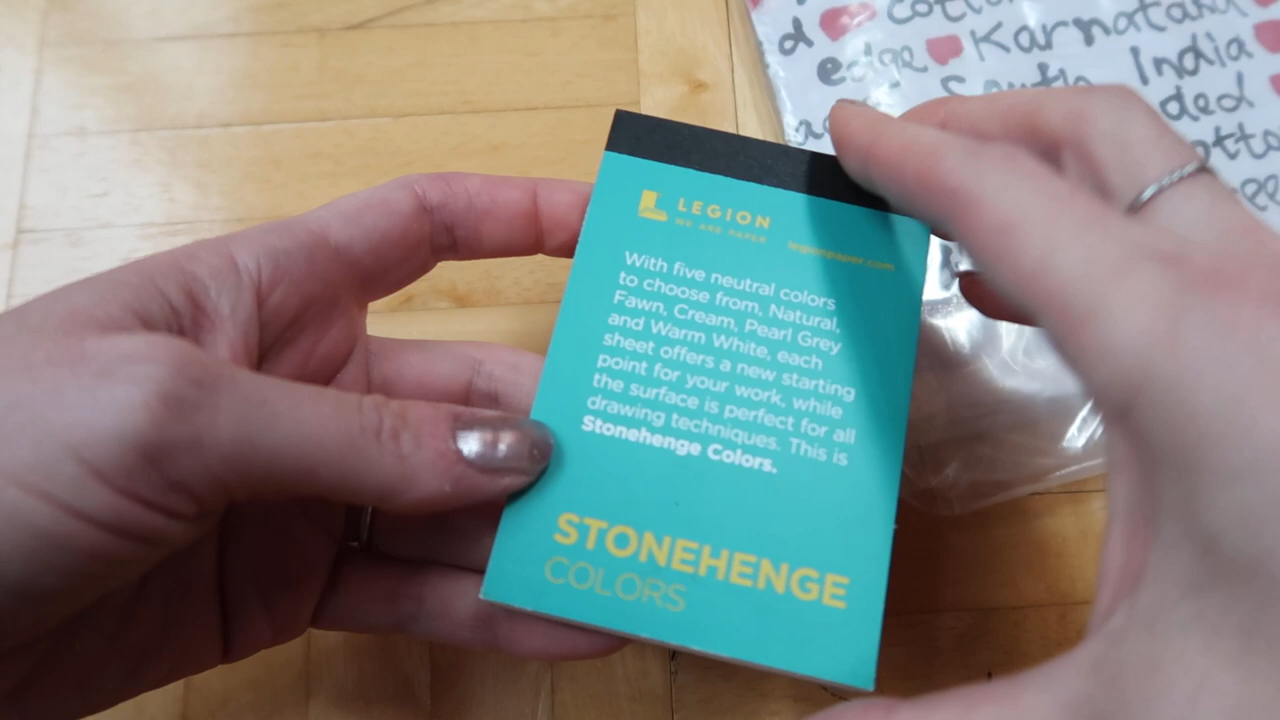 cotton
d
edge Karnataka
South India
ded
LEGION
WE ARE PAPER
legionpaper.com
With five neutral colors
to choose from, Natural,
Fawn, Cream, Pearl Grey
and Warm White, each
sheet offers a new starting
point for your work, while
the surface is perfect for all
drawing techniques. This is
Stonehenge Colors.
STONEHENGE
COLORS